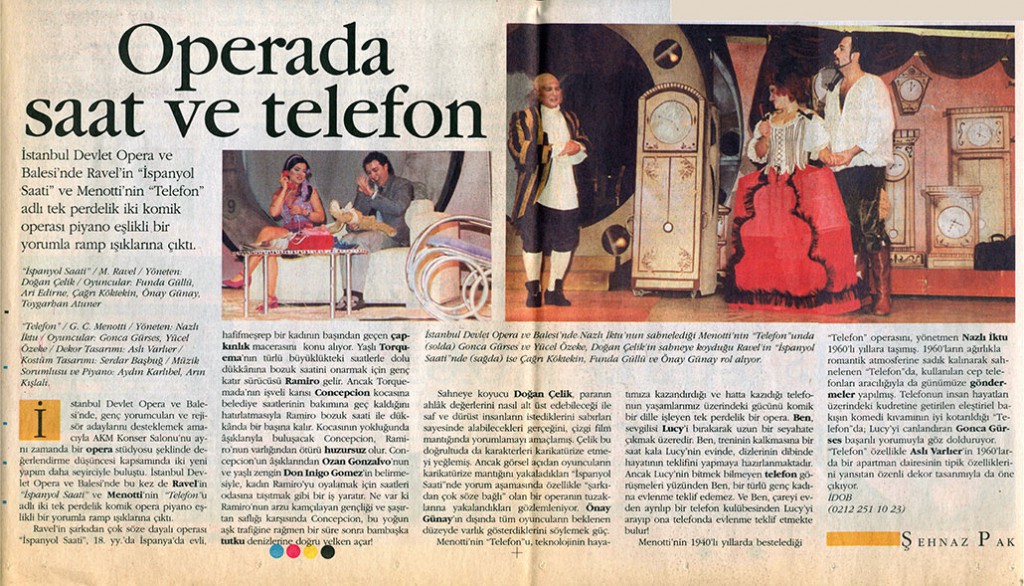 Operada
saat ve telefon
İstanbul Devlet Opera ve
Balesi'nde Ravel'in "İspanyol
Saati" ve Menotti'nin "Telefon"
adlı tek perdelik iki komik
operası piyano eşlikli bir
yorumla ramp ışıklarına çıktı.
"İspanyol Saati" / M. Ravel / Yöneten:
Doğan Çelik / Oyuncular: Funda Güllü,
Ari Edirne, Çağrı Köktekin, Önay Günay,
Toygarhan Atuner
"Telefon" / G. C. Menotti / Yöneten: Nazlı
İktu / Oyuncular: Gonca Gürses, Yücel
Özeke / Dekor Tasarımı: Aslı Varlıer /
Kostüm Tasarımı: Serdar Başbuğ / Müzik
Sorumlusu ve Piyano: Aydın Karlıbel, Arın
Kışlalı.
İstanbul Devlet Opera ve Bale-
si'nde, genç yorumcuları ve reji-
sör adaylarını desteklemek ama-
cıyla AKM Konser Salonu'nu ay-
nı zamanda bir opera stüdyosu şeklinde de-
ğerlendirme düşüncesi kapsamında iki yeni
yapım daha seyirciyle buluştu. İstanbul Dev-
let Opera ve Balesi'nde bu kez de Ravel'in
"İspanyol Saati" ve Menotti'nin "Telefon"u
adlı iki tek perdelik komik opera piyano eş-
likli bir yorumla ramp ışıklarına çıktı.
Ravel'in şarkıdan çok söze dayalı operası
"İspanyol Saati", 18. yy.'da İspanya'da evli,
hafifmeşrep bir kadının başından geçen çap-
kınlık macerasını konu alıyor. Yaşlı Torqu-
ema'nın türlü büyüklükteki saatlerle dolu
dükkânına bozuk saatini onarmak için genç
katır sürücüsü Ramiro gelir. Ancak Torque-
mada'nın işveli karısı Concepcion kocasına
belediye saatlerinin bakımına geç kaldığını
hatırlatmasıyla Ramiro bozuk saati ile dük-
kânda bir başına kalır. Kocasının yokluğunda
âşıklarıyla buluşacak Concepcion, Rami-
ro'nun varlığından ötürü huzursuz olur. Con-
cepcion'un âşıklarından Ozan Gonzalvo'nun
ve yaşlı zengin Don Inigo Gomez'in belirme-
siyle, kadın Ramiro'yu oyalamak için saatleri
odasına taşıtmak gibi bir iş yaratır. Ne var ki
Ramiro'nun arzu kamçılayan gençliği ve şaşır-
tan saflığı karşısında Concepcion, bu yoğun
aşk trafiğine rağmen bir süre sonra bambaşka
tutku denizlerine doğru yelken açar!
İstanbul Devlet Opera ve Balesi'nde Nazlı İktu'nun sahnelediği Menotti'nin "Telefon"unda
(solda) Gonca Gürses ve Yücel Özeke, Doğan Çelik'in sahneye koyduğu Ravel'in "İspanyol
Saati"nde (sağda) ise Çağrı Köktekin, Funda Güllü ve Önay Günay rol alıyor.
Sahneye koyucu Doğan Çelik, paranın
ahlâk değerlerini nasıl alt üst edebileceği ile
saf ve dürüst insanların istediklerini sabırları
sayesinde alabilecekleri gerçeğini, çizgi film
mantığında yorumlamayı amaçlamış. Çelik bu
doğrultuda da karakterleri karikatürize etme-
yi yeğlemiş. Ancak görsel açıdan oyuncuların
karikatürize mantığını yakaladıkları "İspanyol
Saati"nde yorum aşamasında özellikle "şarkı-
dan çok söze bağlı" olan bir operanın tuzak-
larına yakalandıkları gözlemleniyor. Önay
Günay'ın dışında tüm oyuncuların beklenen
düzeyde varlık gösterdiklerini söylemek güç.
Menotti'nin "Telefon"u, teknolojinin haya-
tımıza kazandırdığı ve hatta kazıdığı telefo-
nun yaşamlarımız üzerindeki gücünü komik
bir dille işleyen tek perdelik bir opera. Ben,
sevgilisi Lucy'i bırakarak uzun bir seyahate
çıkmak üzeredir. Ben, treninin kalkmasına bir
saat kala Lucy'nin evinde, dizlerinin dibinde
hayatının teklifini yapmaya hazırlanmaktadır.
Ancak Lucy'nin bitmek bilmeyen telefon gö-
rüşmeleri yüzünden Ben, bir türlü genç kadı-
na evlenme teklif edemez. Ve Ben, çareyi ev-
den ayrılıp bir telefon kulübesinden Lucy'yi
arayıp ona telefonda evlenme teklif etmekte
bulur!
Menotti'nin 1940'lı yıllarda bestelediği
"Telefon" operasını, yönetmen Nazlı İktu
1960'lı yıllara taşımış. 1960'ların ağırlıkla
romantik atmosferine sadık kalınarak sah-
nelenen "Telefon"da, kullanılan cep telefo-
nları aracılığıyla da günümüze gönder-
meler yapılmış. Telefonun insan hayatları
üzerindeki kudretine getirilen eleştirel ba-
kışın komedi kıvamının iyi kotarıldığı "Te-
lefon"da; Lucy'yi canlandıran Gonca Gür-
ses başarılı yorumuyla göz dolduruyor.
"Telefon" özellikle Aslı Varlıer'in 1960'lar-
da bir apartman dairesinin tipik özellikleri-
ni yansıtan özenli dekor tasarımıyla da öne
çıkıyor.
İDOB
(0212 251 10 23)
ŞEHNAZ PAK